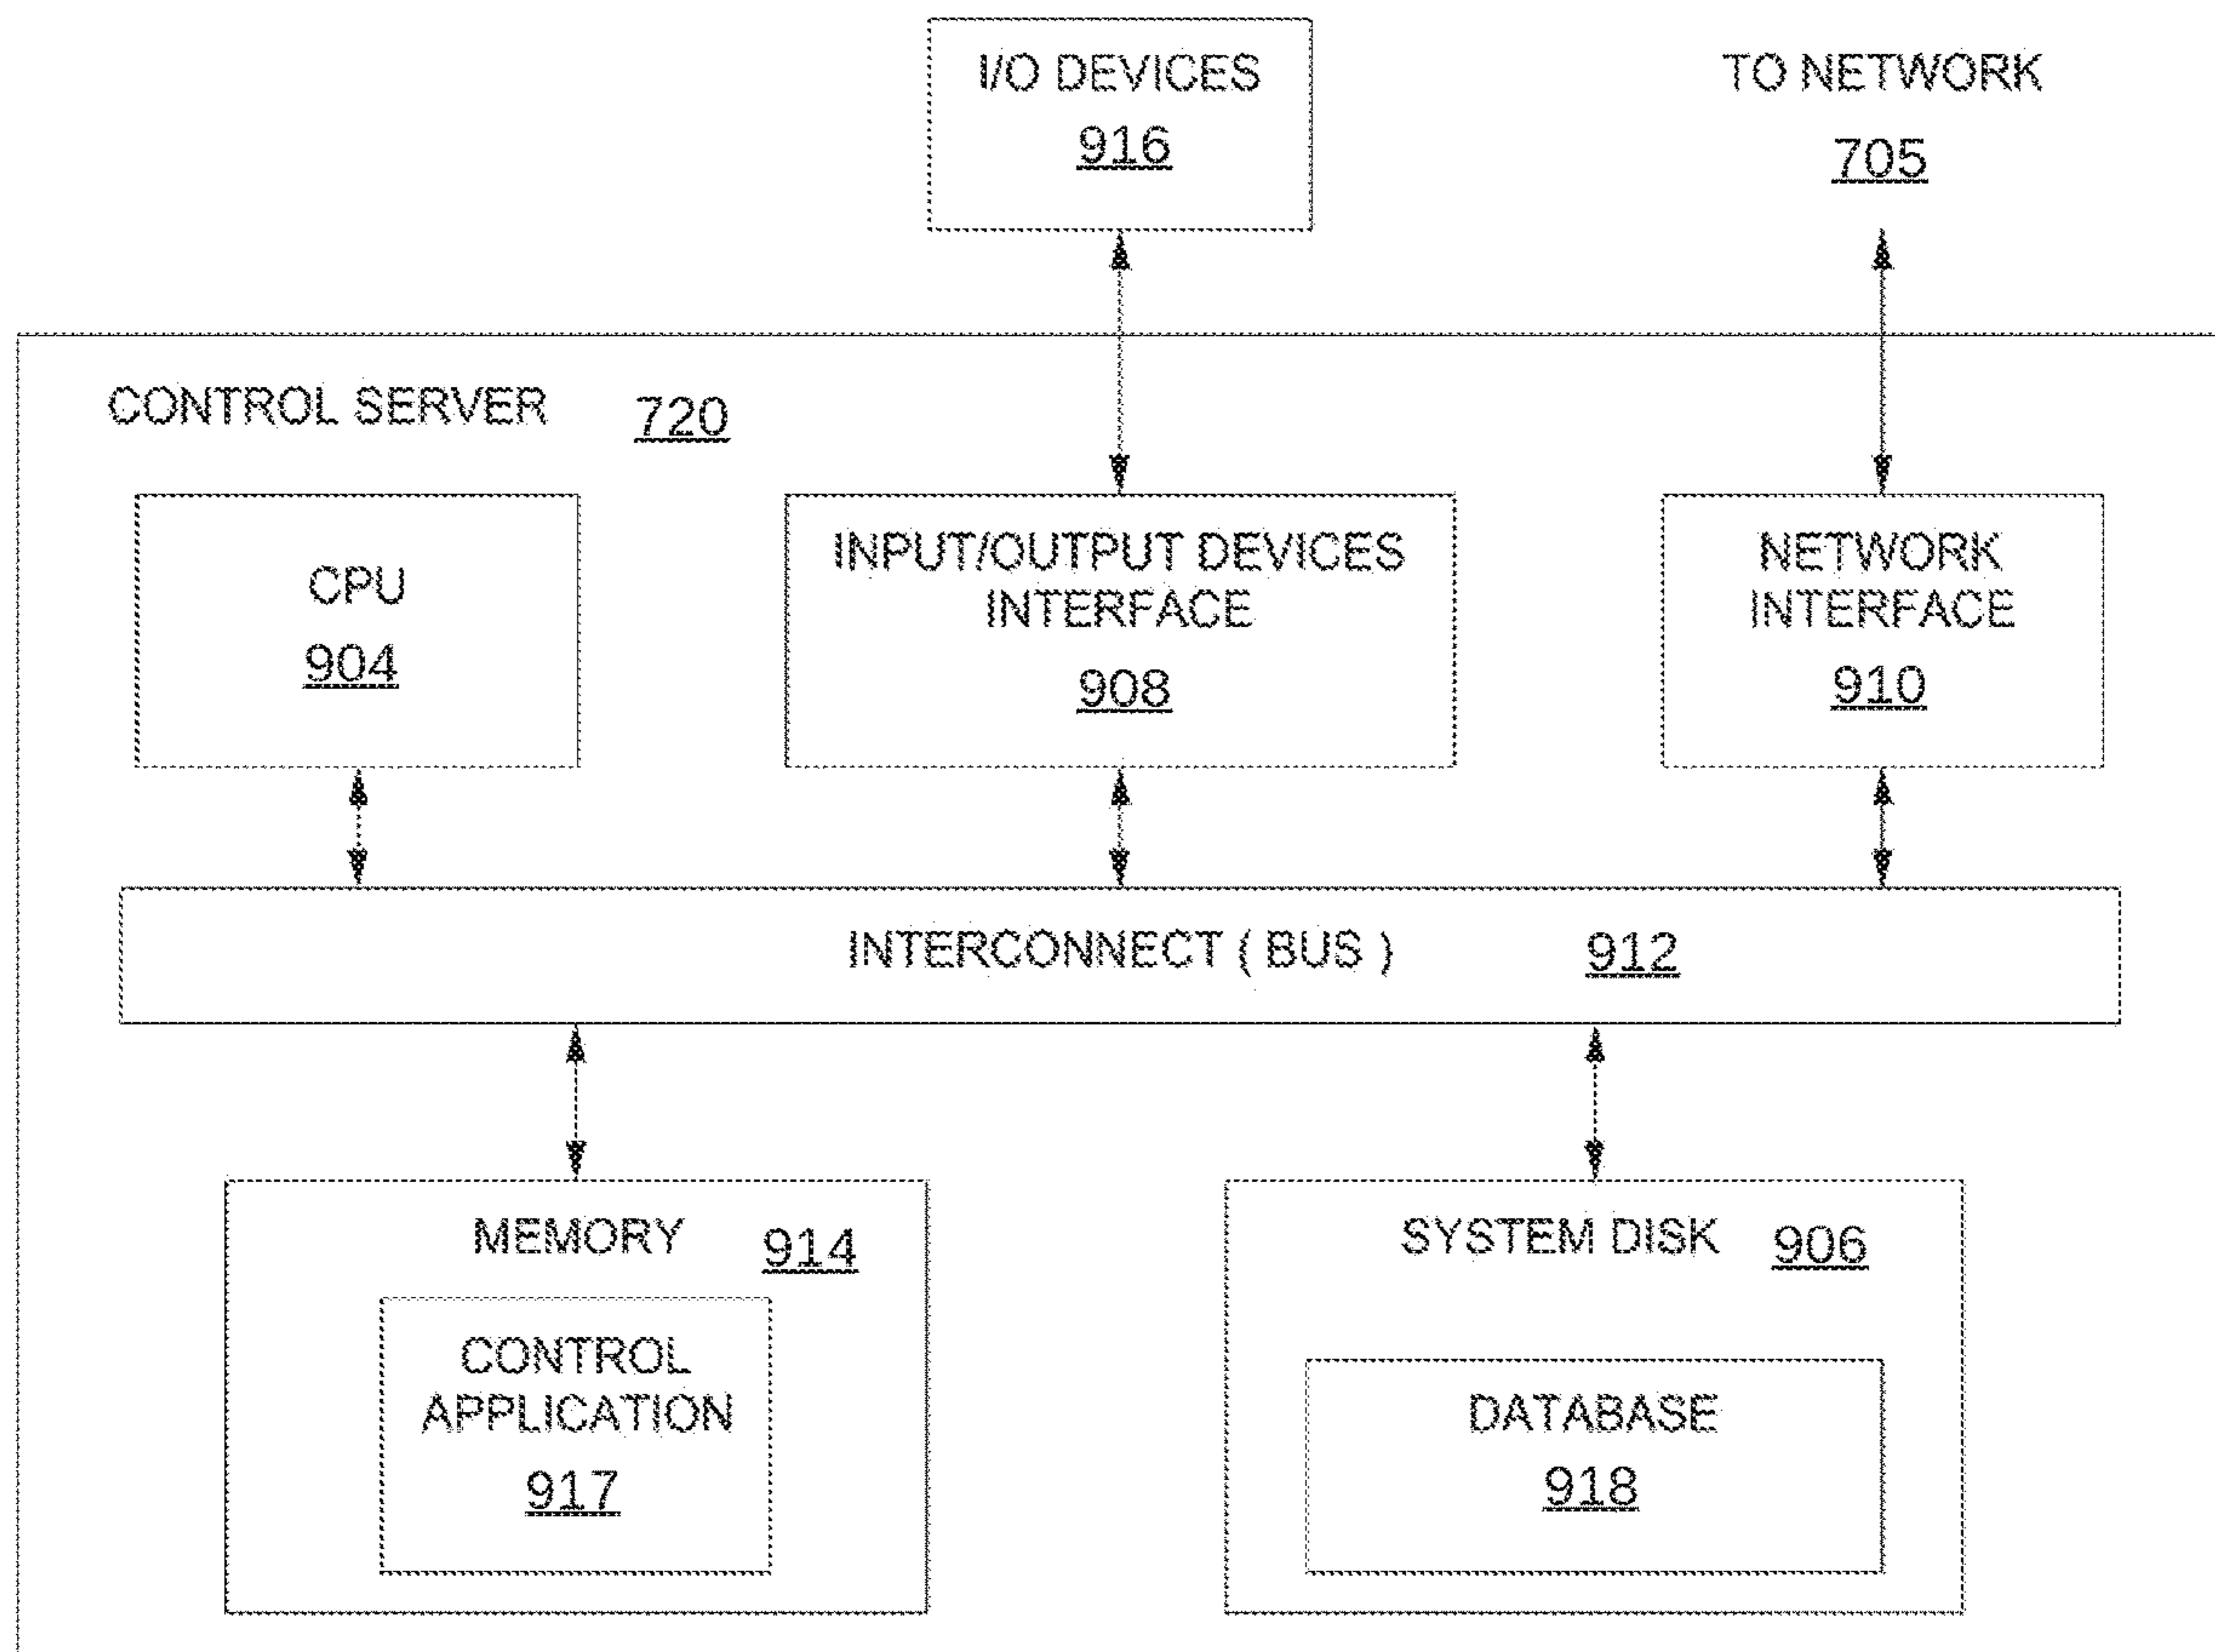 I/O DEVICES
916
TO NETWORK
705
CONTROL SERVER 720
CPU
904
INPUT/OUTPUT DEVICES
INTERFACE
908
NETWORK
INTERFACE
910
INTERCONNECT ( BUS ) 912
MEMORY 914
CONTROL
APPLICATION
917
SYSTEM DISK 906
DATABASE
918